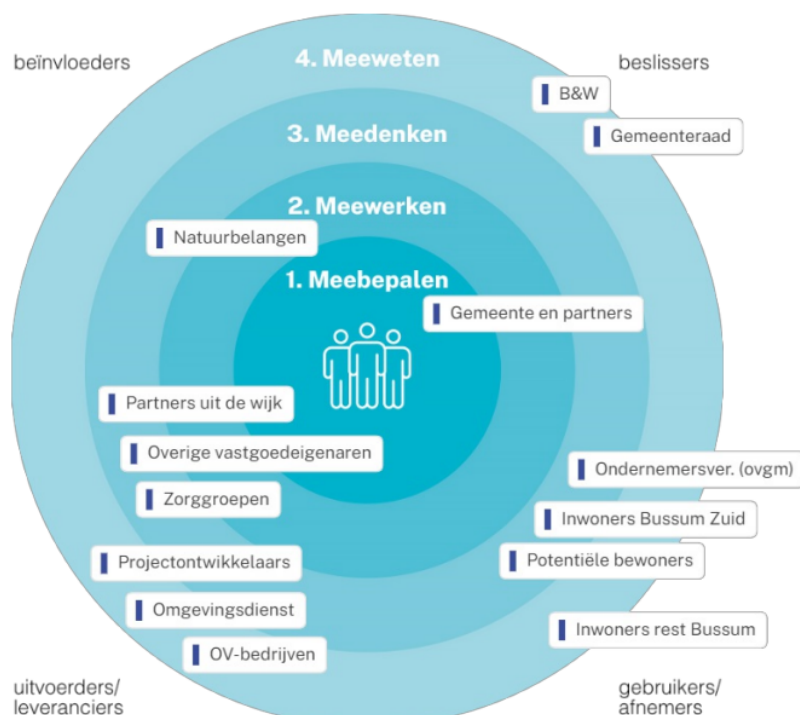 beïnvloeders
4. Meeweten
beslissers
B&W
Gemeenteraad
3. Meedenken
2. Meewerken
Natuurbelangen
1. Meebepalen
Gemeente en partners
Partners uit de wijk
Overige vastgoedeigenaren
Ondernemersver. (ovgm)
Zorggroepen
Inwoners Bussum Zuid
Projectontwikkelaars
Potentiële bewoners
Omgevingsdienst
Inwoners rest Bussum
OV-bedrijven
uitvoerders/
leveranciers
gebruikers/
afnemers